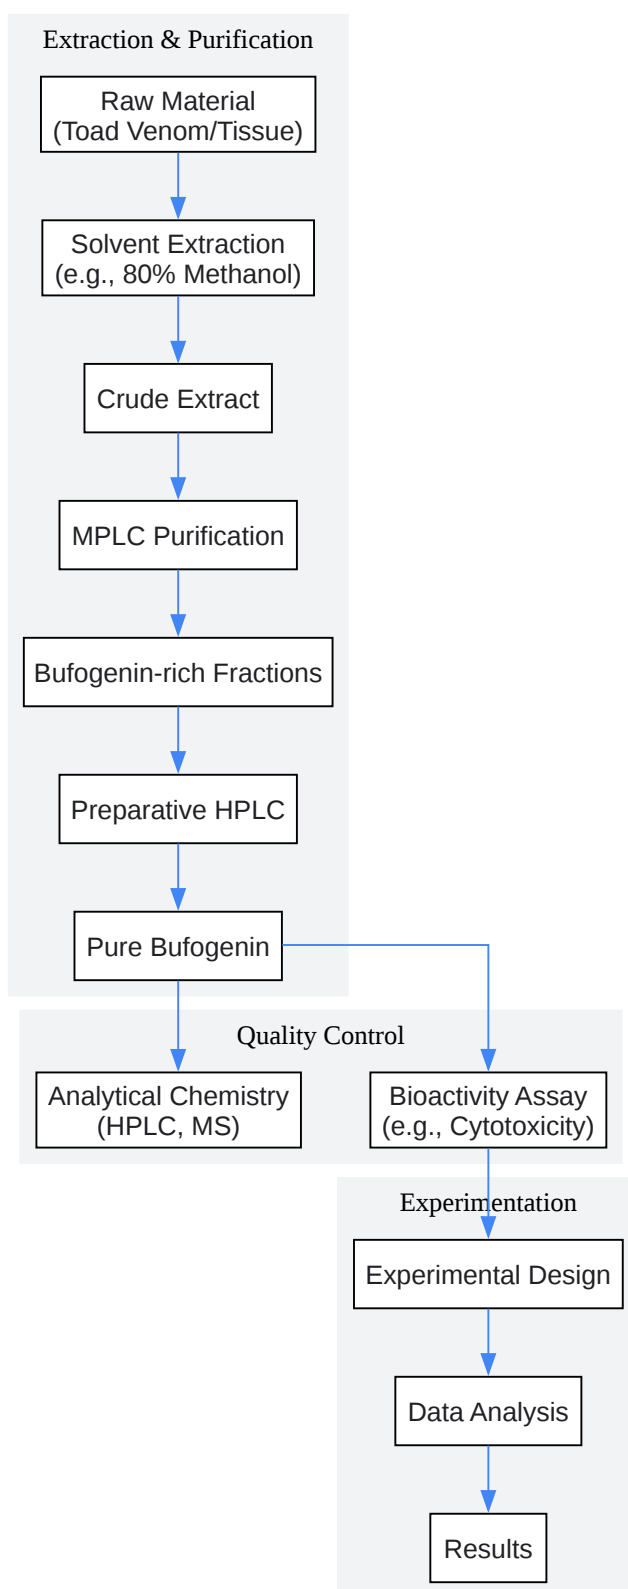 Extraction & Purification
Raw Material
(Toad Venom/Tissue)
Solvent Extraction
(e.g., 80% Methanol)
Crude Extract
MPLC Purification
Bufogenin-rich Fractions
Preparative HPLC
Pure Bufogenin
Quality Control
Analytical Chemistry
(HPLC, MS)
Bioactivity Assay
(e.g., Cytotoxicity)
Experimentation
Experimental Design
Data Analysis
Results